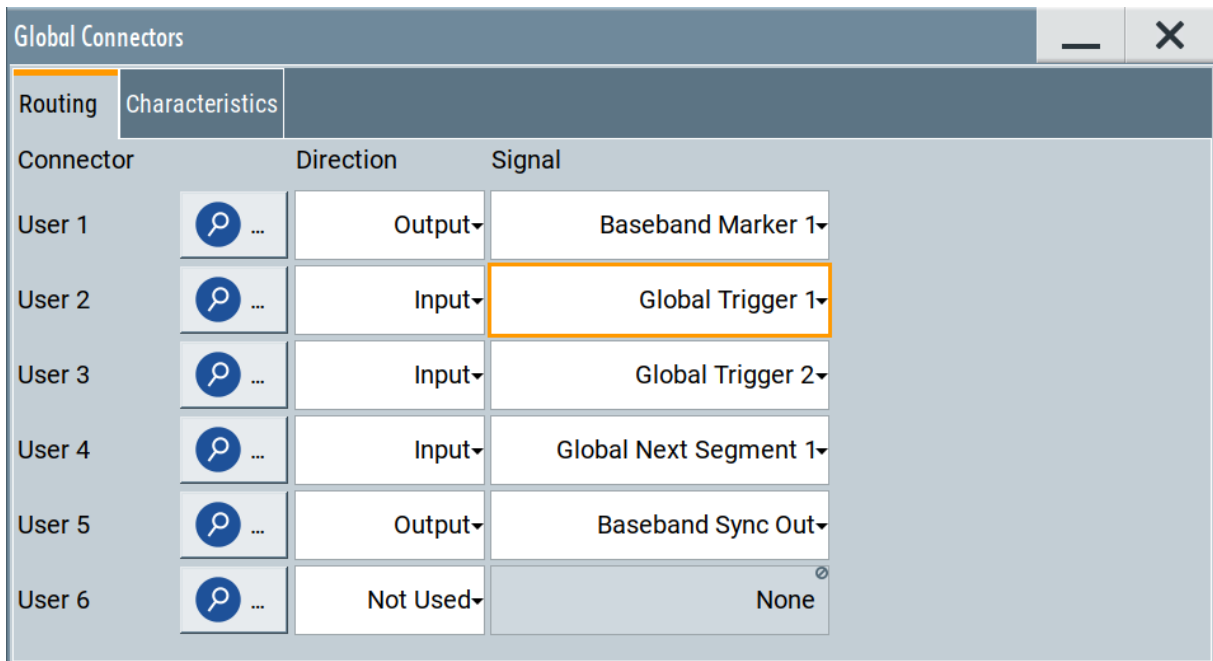 Global Connectors
Routing Characteristics
Connector Direction Signal
User 1 ... Output Baseband Marker 1
User 2 ... Input Global Trigger 1
User 3 ... Input Global Trigger 2
User 4 ... Input Global Next Segment 1
User 5 ... Output Baseband Sync Out
User 6 ... Not Used None